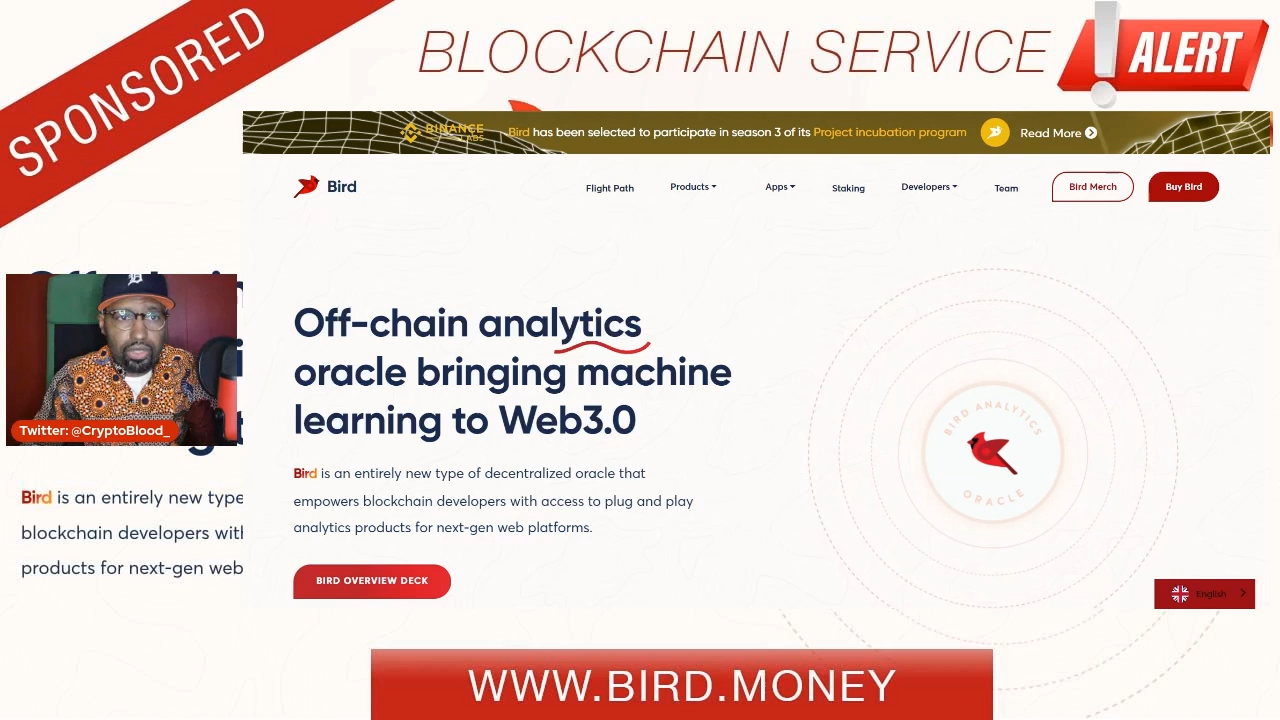 SPONSORED
BLOCKCHAIN SERVICE
ALERT
BINANCE
LABS
Bird has been selected to participate in season 3 of its Project incubation program
Read More
Bird
Flight Path
Products
Apps
Staking
Developers
Team
Bird Merch
Buy Bird
Off-chain analytics
oracle bringing machine
learning to Web3.0
Bird is an entirely new type of decentralized oracle that
empowers blockchain developers with access to plug and play
analytics products for next-gen web platforms.
BIRD OVERVIEW DECK
BIRD ANALYTICS
ORACLE
English
Twitter: @CryptoBlood_
Bird is an entirely new type
blockchain developers with
products for next-gen web
WWW.BIRD.MONEY